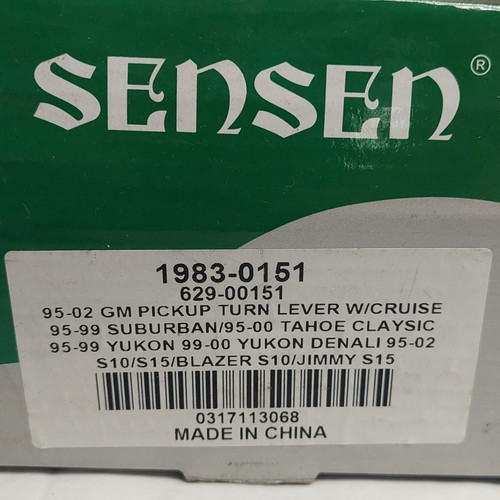 SENSEN®
1983-0151
629-00151
95-02 GM PICKUP TURN LEVER W/CRUISE
95-99 SUBURBAN/95-00 TAHOE CLAYSIC
95-99 YUKON 99-00 YUKON DENALI 95-02
S10/S15/BLAZER S10/JIMMY S15
0317113068
MADE IN CHINA